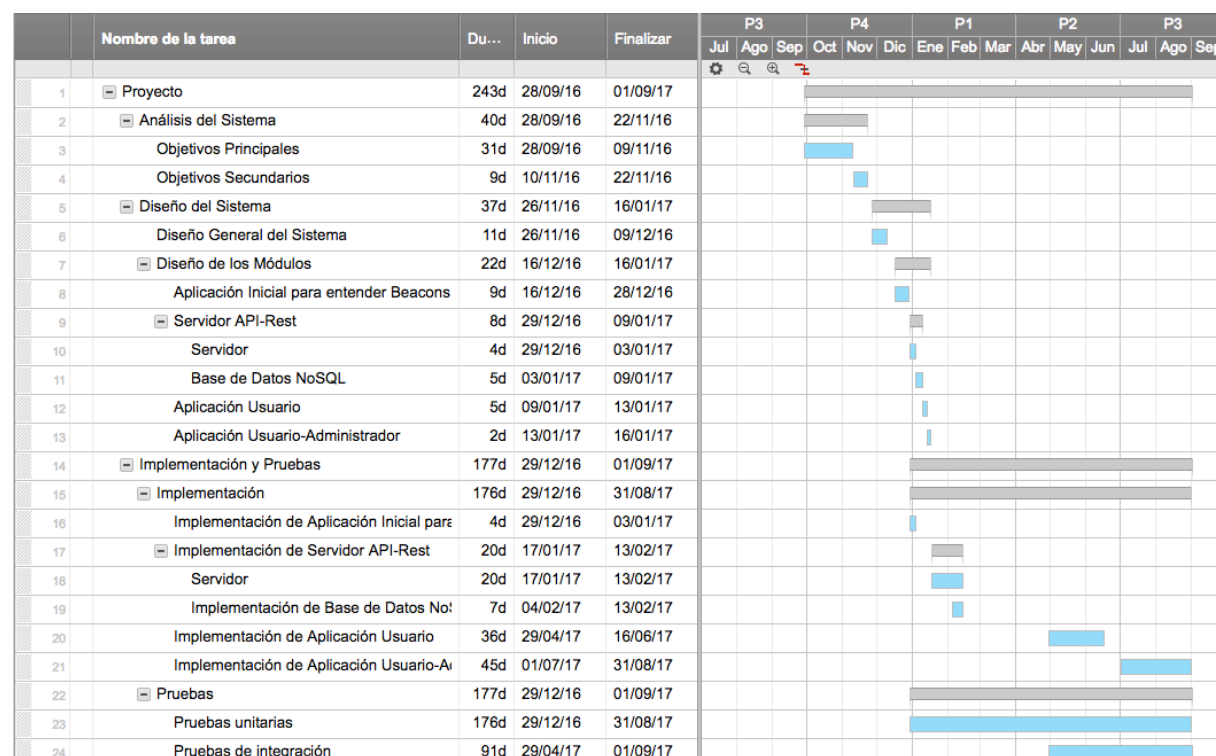 P3 P4 P1 P2 P3
Nombre de la tarea Du... Inicio Finalizar
Jul Ago Sep Oct Nov Dic Ene Feb Mar Abr May Jun Jul Ago Sep
1 Proyecto 243d 28/09/16 01/09/17
2 Análisis del Sistema 40d 28/09/16 22/11/16
3 Objetivos Principales 31d 28/09/16 09/11/16
4 Objetivos Secundarios 9d 10/11/16 22/11/16
5 Diseño del Sistema 37d 26/11/16 16/01/17
6 Diseño General del Sistema 11d 26/11/16 09/12/16
7 Diseño de los Módulos 22d 16/12/16 16/01/17
8 Aplicación Inicial para entender Beacons 9d 16/12/16 28/12/16
9 Servidor API-Rest 8d 29/12/16 09/01/17
10 Servidor 4d 29/12/16 03/01/17
11 Base de Datos NoSQL 5d 03/01/17 09/01/17
12 Aplicación Usuario 5d 09/01/17 13/01/17
13 Aplicación Usuario-Administrador 2d 13/01/17 16/01/17
14 Implementación y Pruebas 177d 29/12/16 01/09/17
15 Implementación 176d 29/12/16 31/08/17
16 Implementación de Aplicación Inicial para 4d 29/12/16 03/01/17
17 Implementación de Servidor API-Rest 20d 17/01/17 13/02/17
18 Servidor 20d 17/01/17 13/02/17
19 Implementación de Base de Datos No 7d 04/02/17 13/02/17
20 Implementación de Aplicación Usuario 36d 29/04/17 16/06/17
21 Implementación de Aplicación Usuario-A 45d 01/07/17 31/08/17
22 Pruebas 177d 29/12/16 01/09/17
23 Pruebas unitarias 176d 29/12/16 31/08/17
24 Pruebas de integración 91d 29/04/17 01/09/17